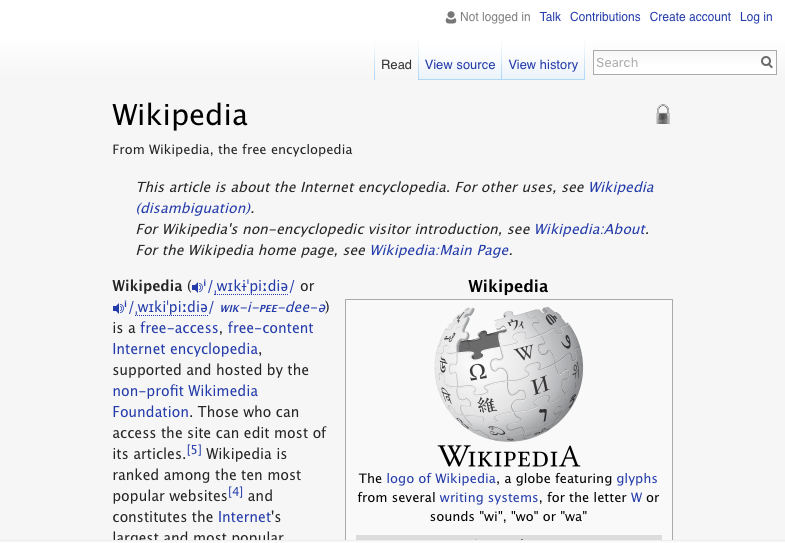 Not logged in Talk Contributions Create account Log in
Read View source View history Search
Wikipedia
From Wikipedia, the free encyclopedia
This article is about the Internet encyclopedia. For other uses, see Wikipedia
(disambiguation).
For Wikipedia's non-encyclopedic visitor introduction, see Wikipedia:About.
For the Wikipedia home page, see Wikipedia:Main Page.
Wikipedia (i/ˌwɪkɨˈpiːdiə/ or
i/ˌwɪkiˈpiːdiə/ WIK-i-PEE-dee-ə)
is a free-access, free-content
Internet encyclopedia,
supported and hosted by the
non-profit Wikimedia
Foundation. Those who can
access the site can edit most of
its articles.[5] Wikipedia is
ranked among the ten most
popular websites[4] and
constitutes the Internet's
largest and most popular
Wikipedia
Ω
W
И
維
ウィ
7
WIKIPEDIA
The logo of Wikipedia, a globe featuring glyphs
from several writing systems, for the letter W or
sounds "wi", "wo" or "wa"